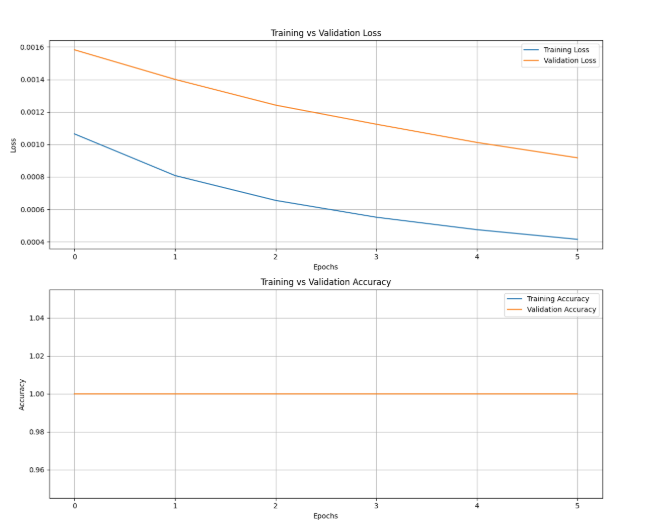 Training vs Validation Loss
0.0016
0.0014
0.0012
0.0010
0.0008
0.0006
0.0004
Loss
Training Loss
Validation Loss
0 1 2 3 4 5
Epochs
Training vs Validation Accuracy
1.04
1.02
1.00
0.98
0.96
Accuracy
Training Accuracy
Validation Accuracy
0 1 2 3 4 5
Epochs